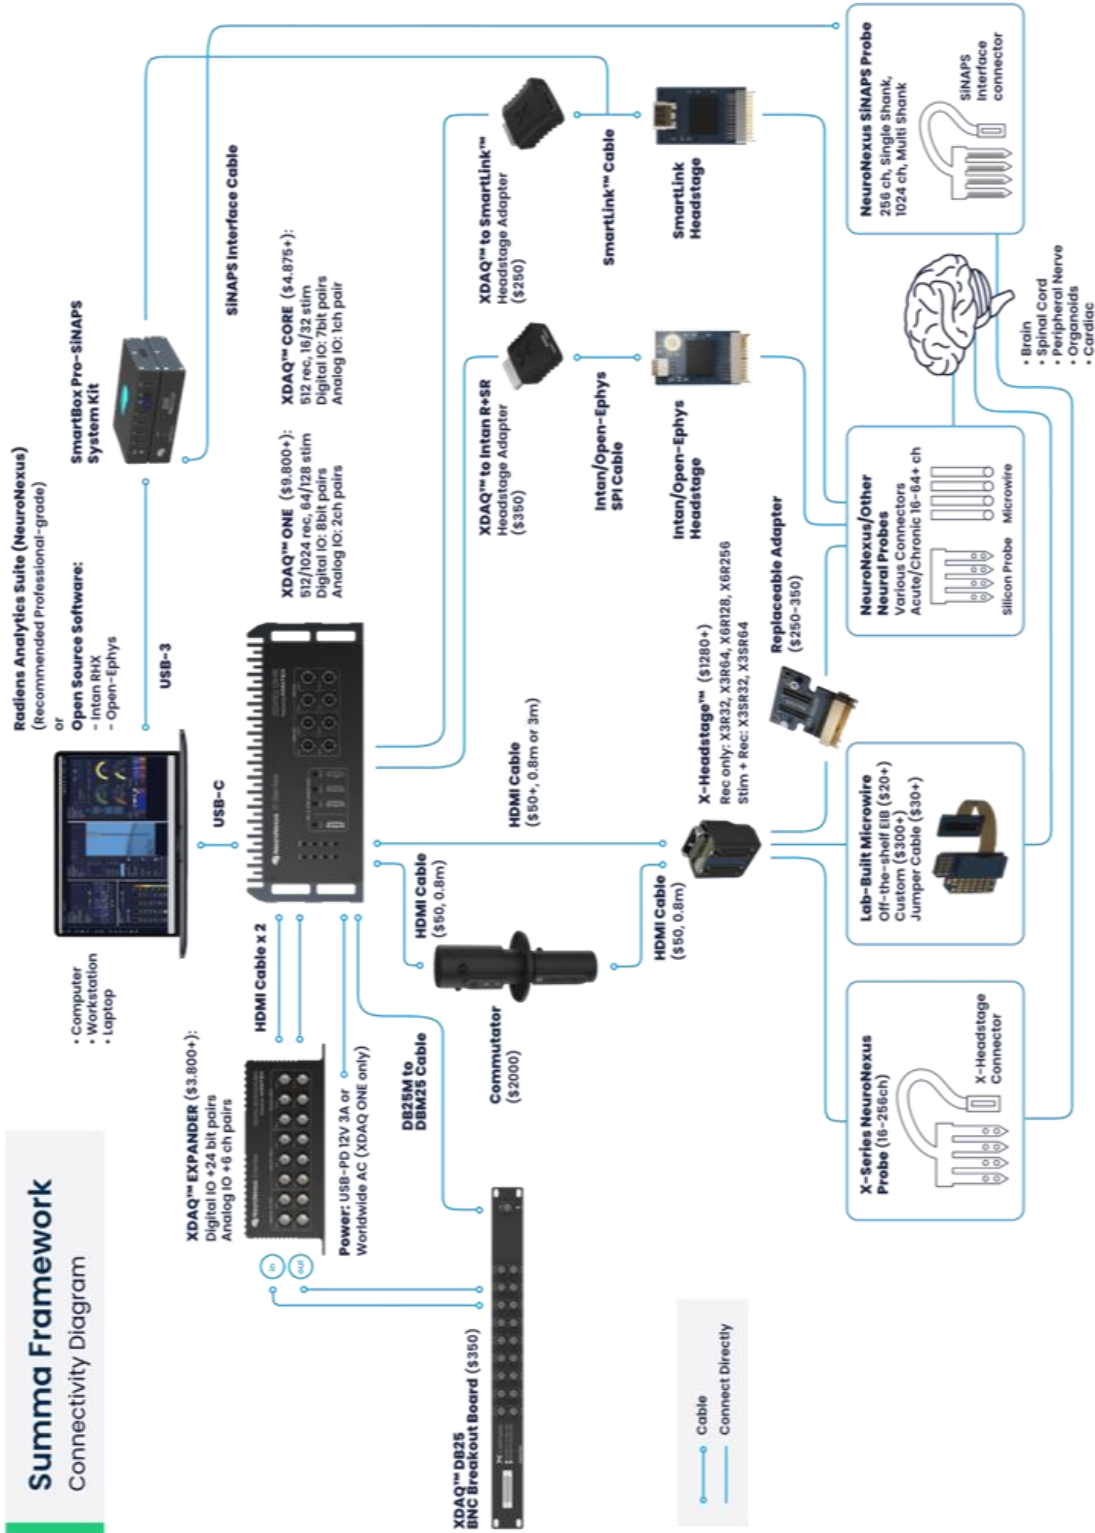 Summa Framework
Connectivity Diagram
• Computer
• Workstation
• Laptop
Radiens Analytics Suite (NeuroNexus)
(Recommended Professional-grade)
or
Open Source Software:
- Intan RHX
- Open-Ephys
SmartBox Pro-SiNAPS
System Kit
USB-3
USB-C
SiNAPS Interface Cable
XDAQ™ EXPANDER ($3.800+):
Digital IO +24 bit pairs
Analog IO +6 ch pairs
HDMI Cable x 2
in
out
Power: USB-PD 12V 3A or
Worldwide AC (XDAQ ONE only)
XDAQ™ ONE ($9.800+):
512/1024 rec, 64/128 stim
Digital IO: 8bit pairs
Analog IO: 2ch pairs
XDAQ™ CORE ($4.875+):
512 rec, 16/32 stim
Digital IO: 7bit pairs
Analog IO: 1ch pair
DB25M to
DBM25 Cable
HDMI Cable
($50, 0.8m)
HDMI Cable
($50+, 0.8m or 3m)
XDAQ™ to Intan R+SR
Headstage Adapter
($350)
XDAQ™ to SmartLink™
Headstage Adapter
($250)
XDAQ™ DB25
BNC Breakout Board ($350)
Commutator
($2000)
Intan/Open-Ephys
SPI Cable
SmartLink™ Cable
HDMI Cable
($50, 0.8m)
X-Headstage™ ($1280+)
Rec only: X3R32, X3R64, X6R128, X6R256
Stim + Rec: X3SR32, X3SR64
Intan/Open-Ephys
Headstage
SmartLink
Headstage
Replaceable Adapter
($250-350)
Cable
Connect Directly
X-Series NeuroNexus
Probe (16-256ch)
X-Headstage
Connector
Lab-Built Microwire
Off-the-shelf EIB ($20+)
Custom ($300+)
Jumper Cable ($30+)
NeuroNexus/Other
Neural Probes
Various Connectors
Acute/Chronic 16-64+ ch
Silicon Probe
Microwire
NeuroNexus SiNAPS Probe
256 ch, Single Shank,
1024 ch, Multi Shank
SiNAPS
Interface
connector
• Brain
• Spinal Cord
• Peripheral Nerve
• Organoids
• Cardiac